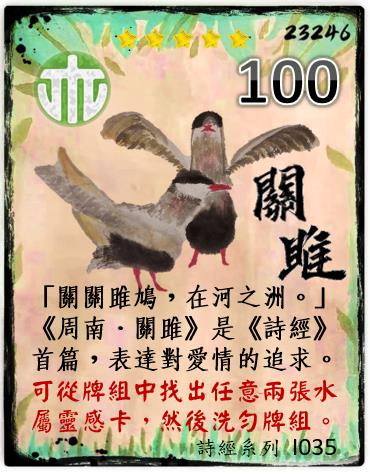 23246
100
關
雎
「關關雎鳩，在河之洲。」
《周南．關雎》是《詩經》
首篇，表達對愛情的追求。
可從牌組中找出任意兩張水
屬靈感卡，然後洗勻牌組。
詩經系列 I035